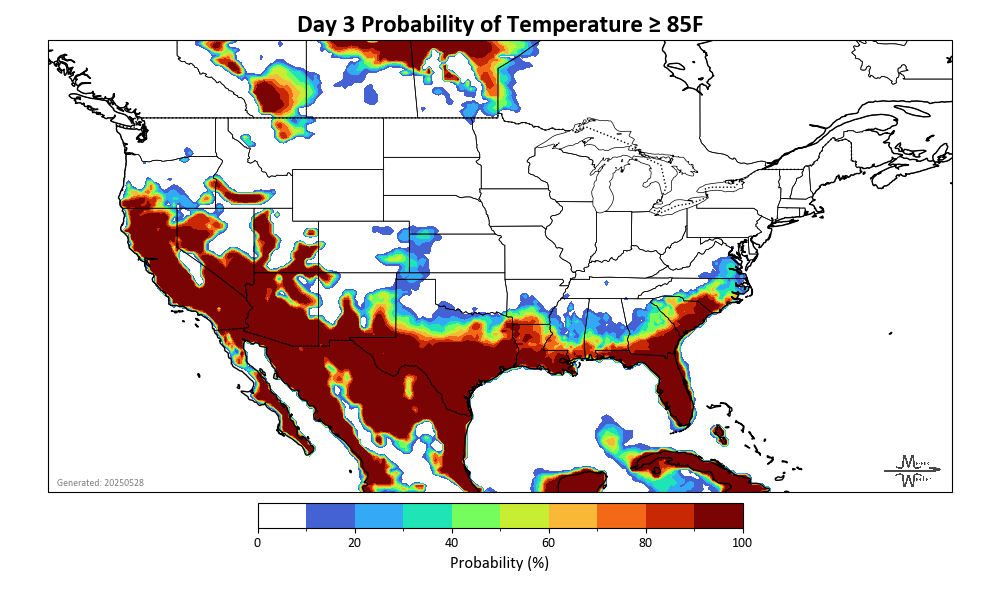 Day 3 Probability of Temperature ≥ 85F
Generated: 20250528
0 20 40 60 80 100
Probability (%)